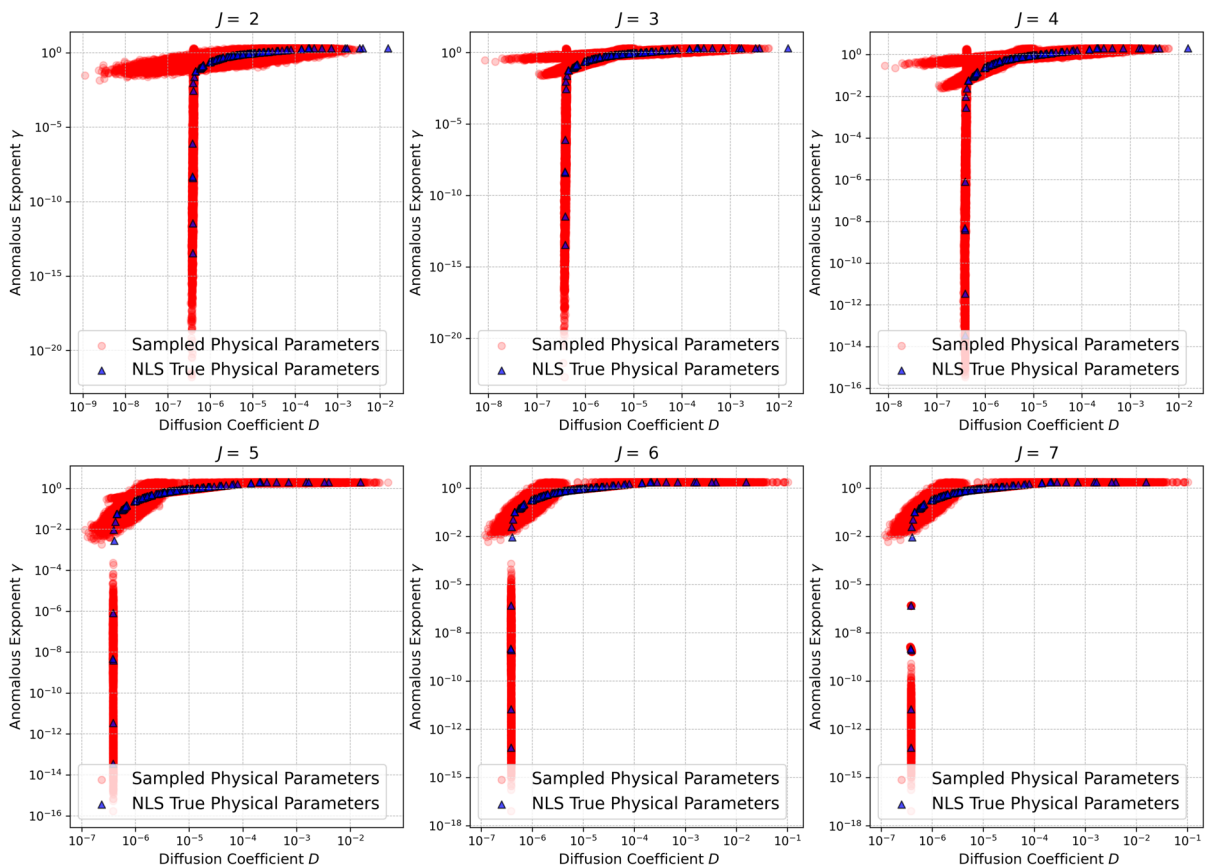 J = 2
10⁰
10⁻⁵
10⁻¹⁰
10⁻¹⁵
10⁻²⁰
Anomalous Exponent γ
Sampled Physical Parameters
NLS True Physical Parameters
10⁻⁹ 10⁻⁸ 10⁻⁷ 10⁻⁶ 10⁻⁵ 10⁻⁴ 10⁻³ 10⁻²
Diffusion Coefficient D
J = 3
10⁰
10⁻⁵
10⁻¹⁰
10⁻¹⁵
10⁻²⁰
Anomalous Exponent γ
Sampled Physical Parameters
NLS True Physical Parameters
10⁻⁸ 10⁻⁷ 10⁻⁶ 10⁻⁵ 10⁻⁴ 10⁻³ 10⁻²
Diffusion Coefficient D
J = 4
10⁰
10⁻²
10⁻⁴
10⁻⁶
10⁻⁸
10⁻¹⁰
10⁻¹²
10⁻¹⁴
10⁻¹⁶
Anomalous Exponent γ
Sampled Physical Parameters
NLS True Physical Parameters
10⁻⁸ 10⁻⁷ 10⁻⁶ 10⁻⁵ 10⁻⁴ 10⁻³ 10⁻²
Diffusion Coefficient D
J = 5
10⁰
10⁻²
10⁻⁴
10⁻⁶
10⁻⁸
10⁻¹⁰
10⁻¹²
10⁻¹⁴
10⁻¹⁶
Anomalous Exponent γ
Sampled Physical Parameters
NLS True Physical Parameters
10⁻⁷ 10⁻⁶ 10⁻⁵ 10⁻⁴ 10⁻³ 10⁻²
Diffusion Coefficient D
J = 6
10⁰
10⁻²
10⁻⁵
10⁻⁸
10⁻¹⁰
10⁻¹²
10⁻¹⁵
10⁻¹⁸
Anomalous Exponent γ
Sampled Physical Parameters
NLS True Physical Parameters
10⁻⁷ 10⁻⁶ 10⁻⁵ 10⁻⁴ 10⁻³ 10⁻² 10⁻¹
Diffusion Coefficient D
J = 7
10⁰
10⁻²
10⁻⁵
10⁻⁸
10⁻¹⁰
10⁻¹²
10⁻¹⁵
10⁻¹⁸
Anomalous Exponent γ
Sampled Physical Parameters
NLS True Physical Parameters
10⁻⁷ 10⁻⁶ 10⁻⁵ 10⁻⁴ 10⁻³ 10⁻² 10⁻¹
Diffusion Coefficient D